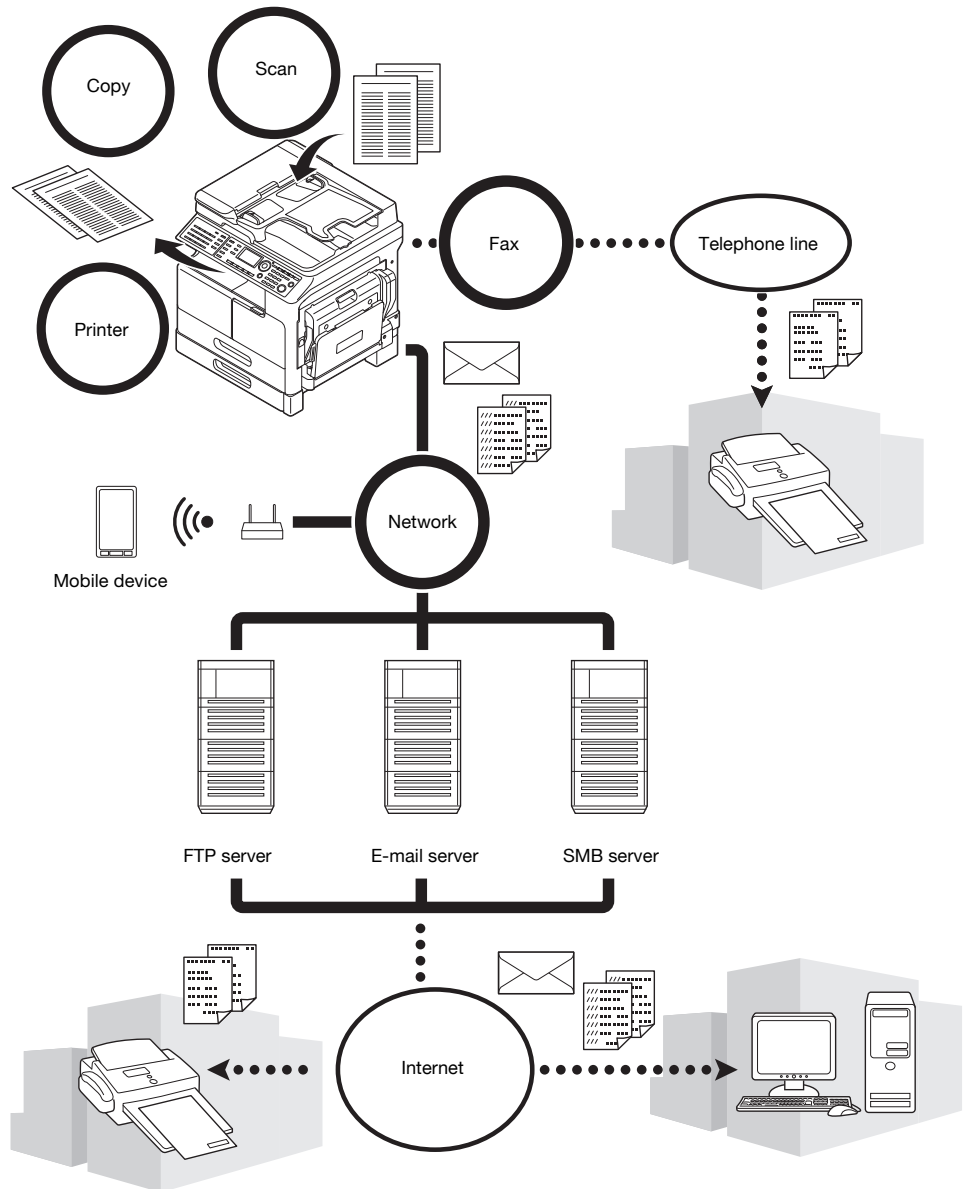 Copy
Scan
Fax
Telephone line
Printer
Network
Mobile device
FTP server
E-mail server
SMB server
Internet